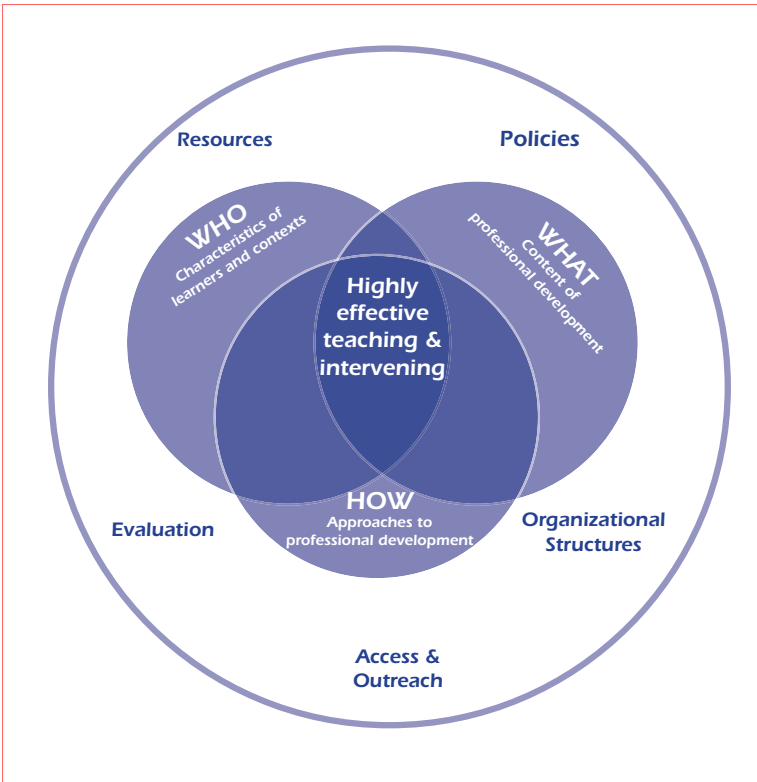 Resources
Policies
WHO
Characteristics of
learners and contexts
WHAT
Content of
professional development
Highly
effective
teaching &
intervening
HOW
Approaches to
professional development
Evaluation
Organizational
Structures
Access &
Outreach